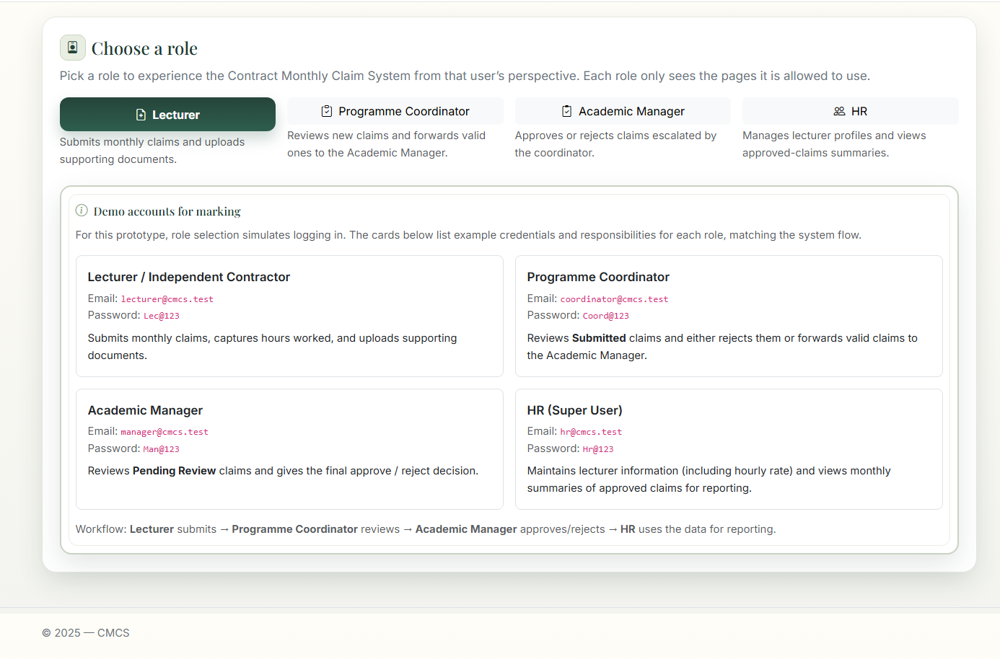 Choose a role
Pick a role to experience the Contract Monthly Claim System from that user’s perspective. Each role only sees the pages it is allowed to use.
Lecturer
Submits monthly claims and uploads
supporting documents.
Programme Coordinator
Reviews new claims and forwards valid
ones to the Academic Manager.
Academic Manager
Approves or rejects claims escalated by
the coordinator.
HR
Manages lecturer profiles and views
approved-claims summaries.
Demo accounts for marking
For this prototype, role selection simulates logging in. The cards below list example credentials and responsibilities for each role, matching the system flow.
Lecturer / Independent Contractor
Email: lecturer@cmcs.test
Password: Lec@123
Submits monthly claims, captures hours worked, and uploads supporting
documents.
Programme Coordinator
Email: coordinator@cmcs.test
Password: Coord@123
Reviews Submitted claims and either rejects them or forwards valid claims to
the Academic Manager.
Academic Manager
Email: manager@cmcs.test
Password: Man@123
Reviews Pending Review claims and gives the final approve / reject decision.
HR (Super User)
Email: hr@cmcs.test
Password: Hr@123
Maintains lecturer information (including hourly rate) and views monthly
summaries of approved claims for reporting.
Workflow: Lecturer submits → Programme Coordinator reviews → Academic Manager approves/rejects → HR uses the data for reporting.
© 2025 — CMCS